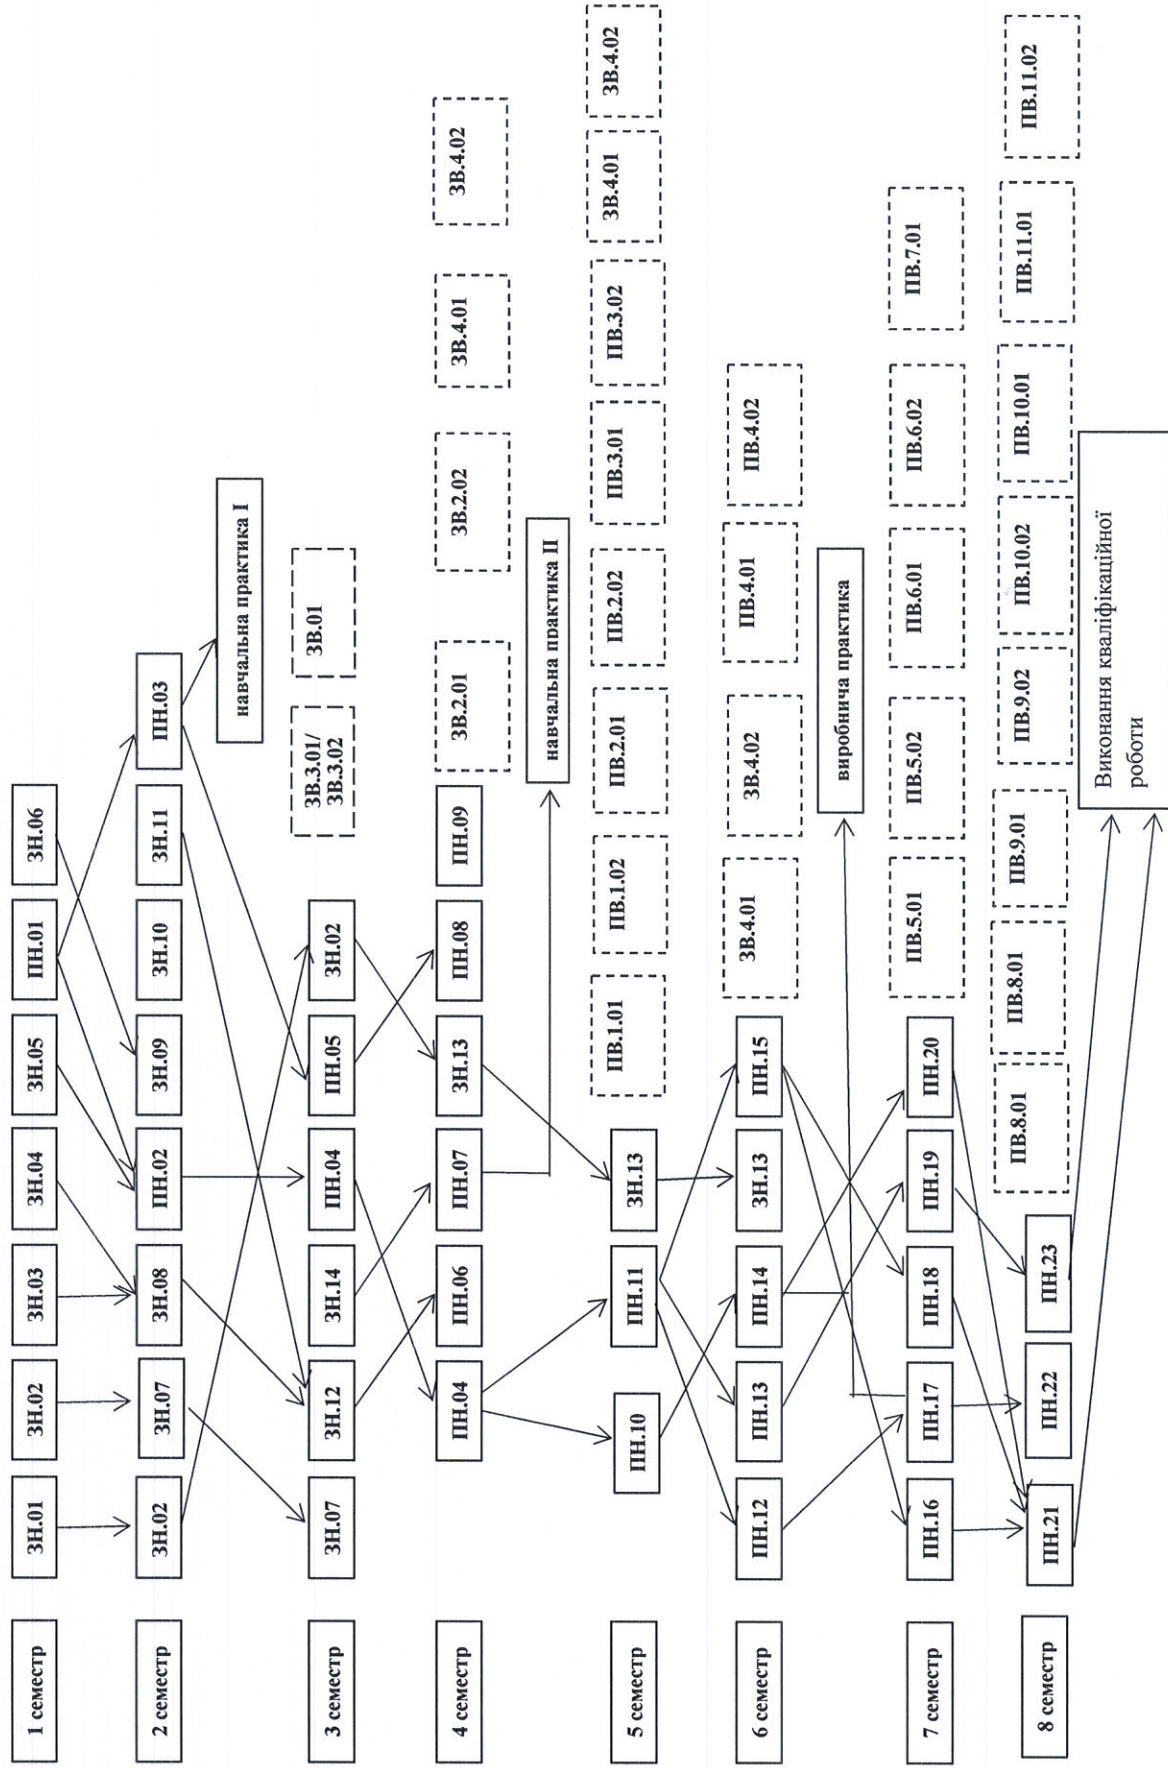 1 семестр
ЗН.01
ЗН.02
ЗН.03
ЗН.04
ЗН.05
ПН.01
ЗН.06
2 семестр
ЗН.02
ЗН.07
ЗН.08
ПН.02
ЗН.09
ЗН.10
ЗН.11
ПН.03
навчальна практика І
3 семестр
ЗН.07
ЗН.12
ЗН.14
ПН.04
ПН.05
ЗН.02
ЗВ.3.01/
ЗВ.3.02
ЗВ.01
4 семестр
ПН.04
ПН.06
ПН.07
ЗН.13
ПН.08
ПН.09
ЗВ.2.01
ЗВ.2.02
ЗВ.4.01
ЗВ.4.02
навчальна практика ІІ
5 семестр
ПН.10
ПН.11
ЗН.13
ПВ.1.01
ПВ.1.02
ПВ.2.01
ПВ.2.02
ПВ.3.01
ПВ.3.02
ЗВ.4.01
ЗВ.4.02
6 семестр
ПН.12
ПН.13
ПН.14
ЗН.13
ПН.15
ЗВ.4.01
ЗВ.4.02
ПВ.4.01
ПВ.4.02
виробнича практика
7 семестр
ПН.16
ПН.17
ПН.18
ПН.19
ПН.20
ПВ.5.01
ПВ.5.02
ПВ.6.01
ПВ.6.02
ПВ.7.01
8 семестр
ПН.21
ПН.22
ПН.23
ПВ.8.01
ПВ.8.01
ПВ.9.01
ПВ.9.02
ПВ.10.02
ПВ.10.01
ПВ.11.01
ПВ.11.02
Виконання кваліфікаційної
роботи